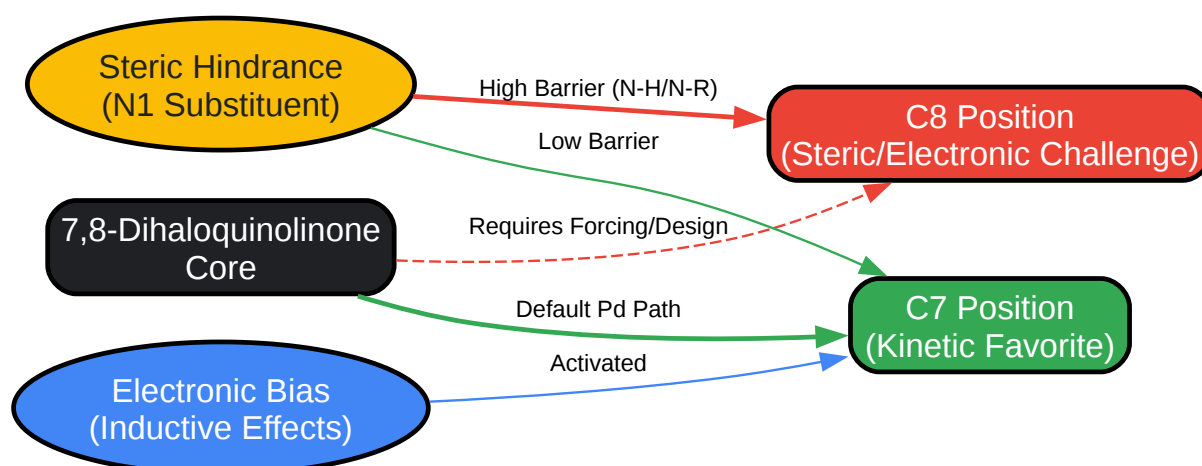 Steric Hindrance
(N1 Substituent)
High Barrier (N-H/N-R)
C8 Position
(Steric/Electronic Challenge)
Low Barrier
7,8-Dihaloquinolinone
Core
Requires Forcing/Design
Default Pd Path
C7 Position
(Kinetic Favorite)
Activated
Electronic Bias
(Inductive Effects)